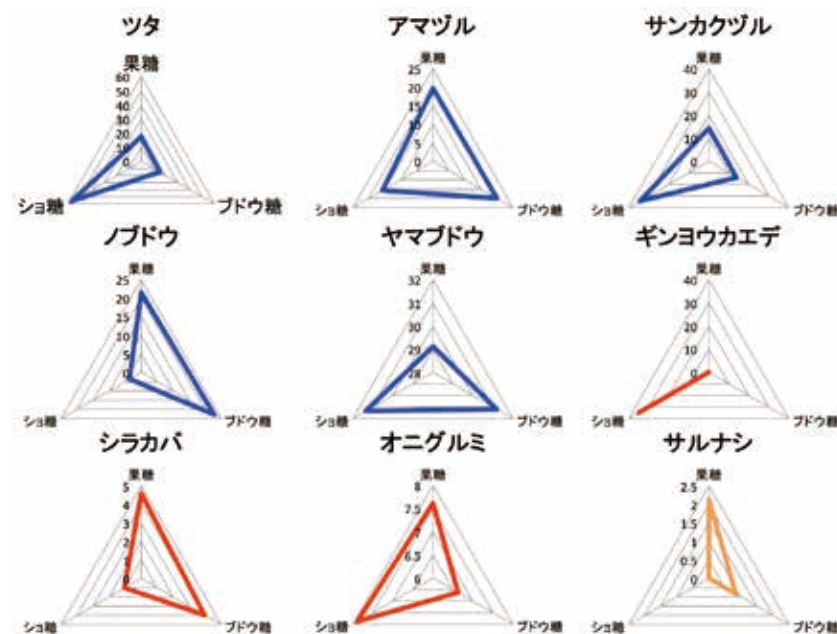 ツタ
果糖
60
50
40
30
20
10
0
ショ糖
ブドウ糖
アマヅル
果糖
25
20
15
10
5
0
ショ糖
ブドウ糖
サンカクヅル
果糖
40
30
20
10
0
ショ糖
ブドウ糖
ノブドウ
果糖
25
20
15
10
5
0
ショ糖
ブドウ糖
ヤマブドウ
果糖
32
31
30
29
28
ショ糖
ブドウ糖
ギンヨウカエデ
果糖
40
30
20
10
0
ショ糖
ブドウ糖
シラカバ
果糖
5
4
3
2
1
0
ショ糖
ブドウ糖
オニグルミ
果糖
8
7.5
7
6.5
6
ショ糖
ブドウ糖
サルナシ
果糖
2.5
2
1.5
1
0.5
0
ショ糖
ブドウ糖